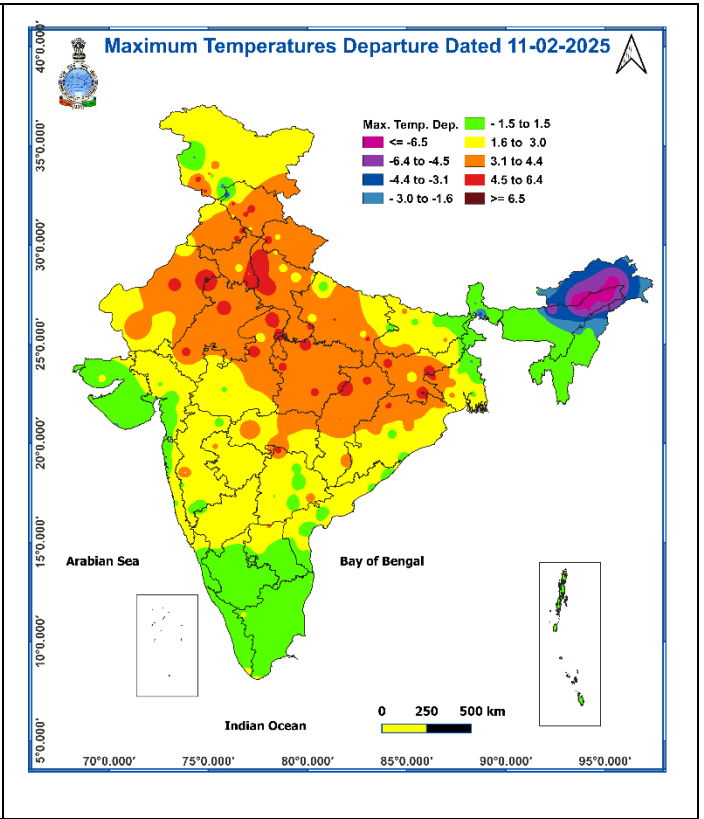 Maximum Temperatures Departure Dated 11-02-2025
Max. Temp. Dep.
<= -6.5
-6.4 to -4.5
-4.4 to -3.1
- 3.0 to -1.6
- 1.5 to 1.5
1.6 to 3.0
3.1 to 4.4
4.5 to 6.4
>= 6.5
40°0.000'
35°0.000'
30°0.000'
25°0.000'
20°0.000'
15°0.000'
10°0.000'
5°0.000'
Arabian Sea
Bay of Bengal
Indian Ocean
0 250 500 km
70°0.000' 75°0.000' 80°0.000' 85°0.000' 90°0.000' 95°0.000'